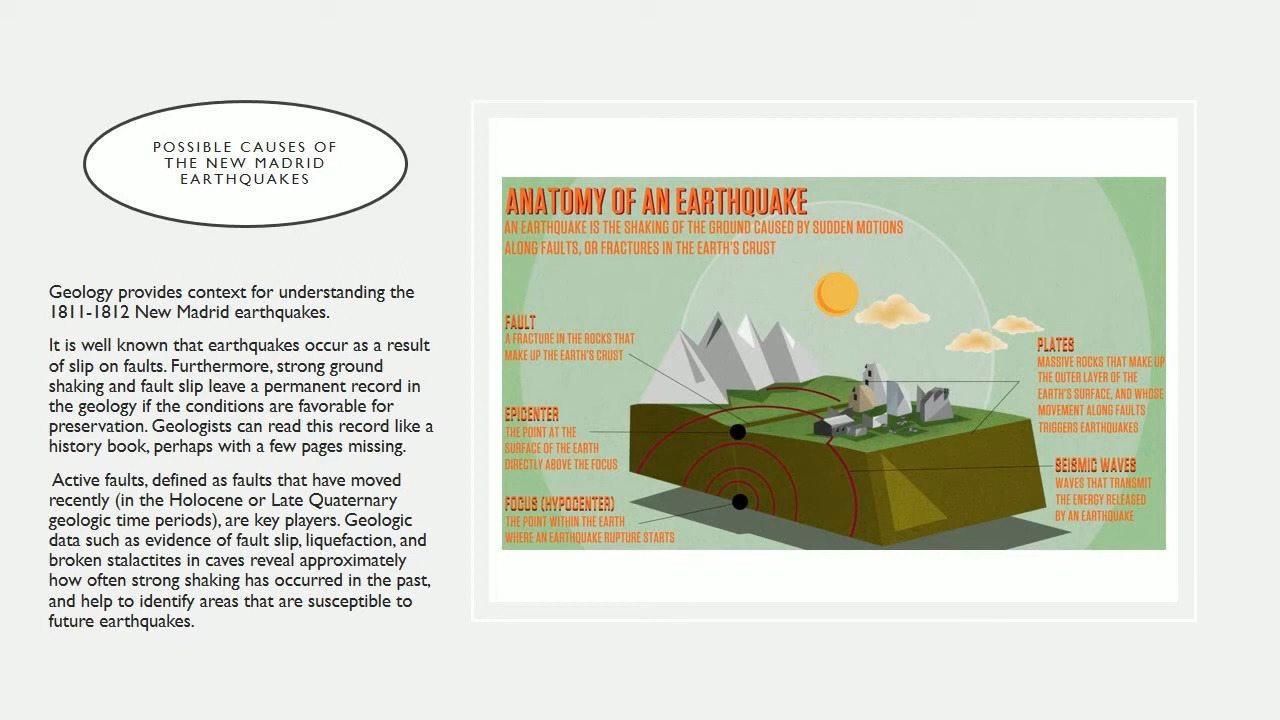 POSSIBLE CAUSES OF
THE NEW MADRID
EARTHQUAKES
Geology provides context for understanding the
1811-1812 New Madrid earthquakes.
It is well known that earthquakes occur as a result
of slip on faults. Furthermore, strong ground
shaking and fault slip leave a permanent record in
the geology if the conditions are favorable for
preservation. Geologists can read this record like a
history book, perhaps with a few pages missing.
Active faults, defined as faults that have moved
recently (in the Holocene or Late Quaternary
geologic time periods), are key players. Geologic
data such as evidence of fault slip, liquefaction, and
broken stalactites in caves reveal approximately
how often strong shaking has occurred in the past,
and help to identify areas that are susceptible to
future earthquakes.
ANATOMY OF AN EARTHQUAKE
AN EARTHQUAKE IS THE SHAKING OF THE GROUND CAUSED BY SUDDEN MOTIONS
ALONG FAULTS, OR FRACTURES IN THE EARTH'S CRUST
FAULT
A FRACTURE IN THE ROCKS THAT
MAKE UP THE EARTH'S CRUST
EPICENTER
THE POINT AT THE
SURFACE OF THE EARTH
DIRECTLY ABOVE THE FOCUS
FOCUS (HYPOCENTER)
THE POINT WITHIN THE EARTH
WHERE AN EARTHQUAKE RUPTURE STARTS
PLATES
MASSIVE ROCKS THAT MAKE UP
THE OUTER LAYER OF THE
EARTH'S SURFACE, AND WHOSE
MOVEMENT ALONG FAULTS
TRIGGERS EARTHQUAKES
SEISMIC WAVES
WAVES THAT TRANSMIT
THE ENERGY RELEASED
BY AN EARTHQUAKE